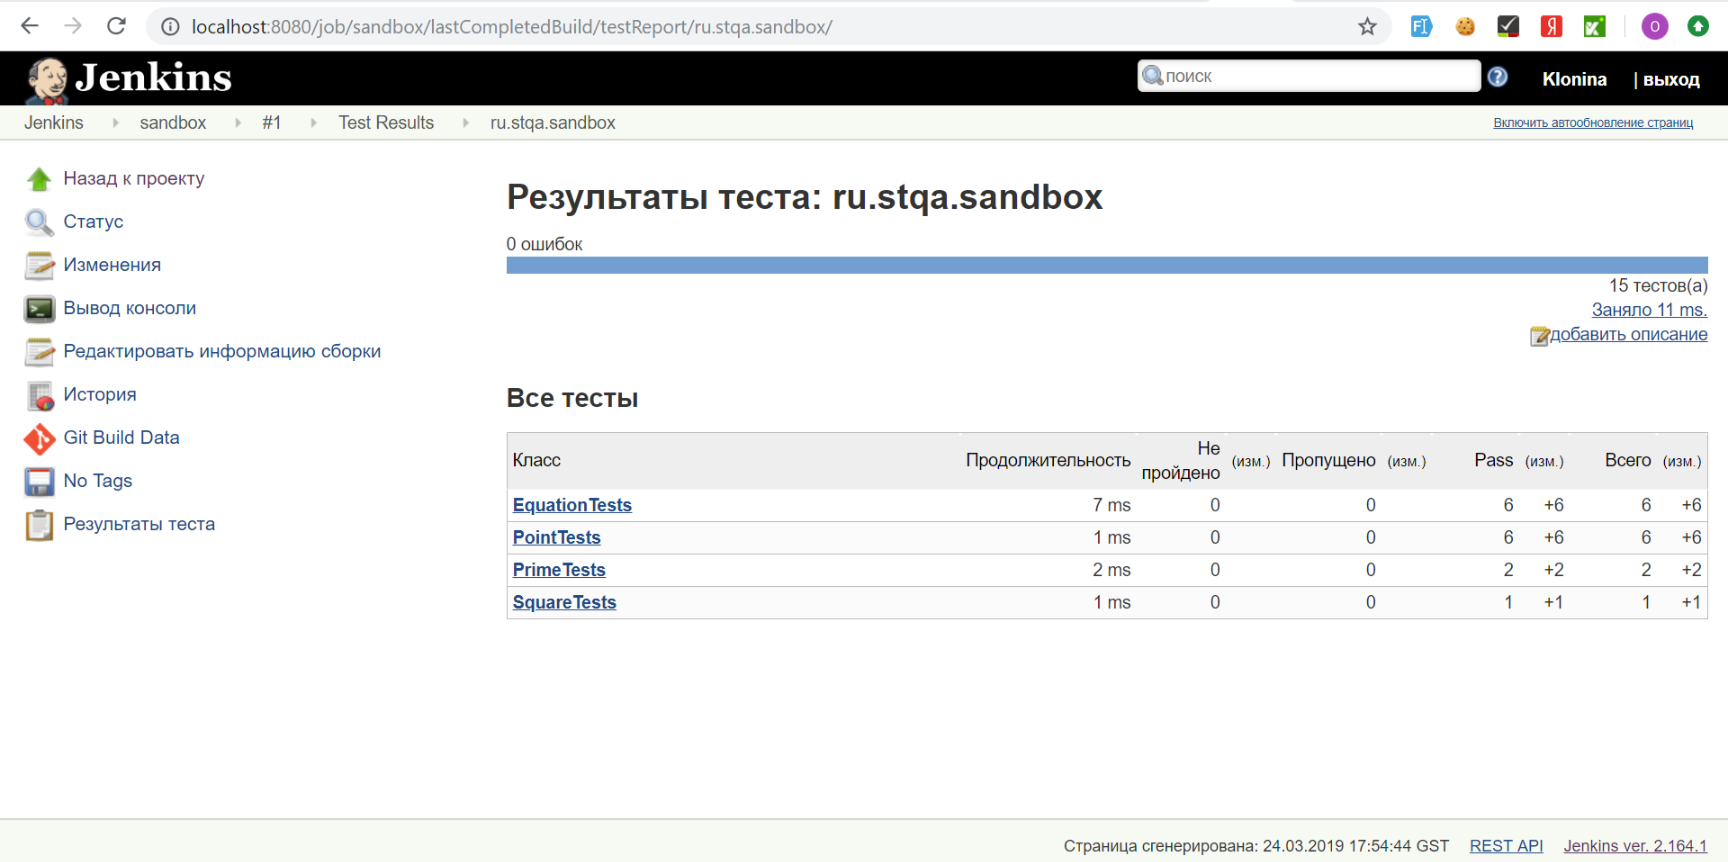 localhost:8080/job/sandbox/lastCompletedBuild/testReport/ru.stqa.sandbox/
O
Jenkins
поиск
Klonina
| выход
Jenkins
sandbox
#1
Test Results
ru.stqa.sandbox
Включить автообновление страниц
Назад к проекту
Статус
Изменения
Вывод консоли
Редактировать информацию сборки
История
Git Build Data
No Tags
Результаты теста
Результаты теста: ru.stqa.sandbox
0 ошибок
15 тестов(а)
Заняло 11 ms.
добавить описание
Все тесты
Класс Продолжительность Не пройдено (изм.) Пропущено (изм.) Pass (изм.) Всего (изм.)
EquationTests 7 ms 0 0 6 +6 6 +6
PointTests 1 ms 0 0 6 +6 6 +6
PrimeTests 2 ms 0 0 2 +2 2 +2
SquareTests 1 ms 0 0 1 +1 1 +1
Страница сгенерирована: 24.03.2019 17:54:44 GST REST API Jenkins ver. 2.164.1